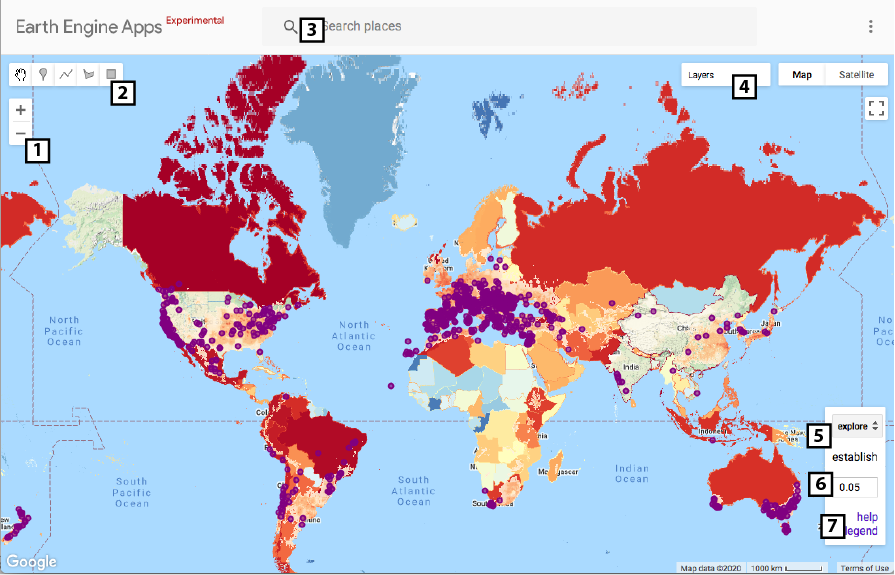 Earth Engine Apps Experimental
3
Search places
2
Layers
4
Map
Satellite
+
−
1
United
Kingdom
North
Pacific
Ocean
North
Atlantic
Ocean
Japan
India
5
explore
establish
South
Pacific
Ocean
South
Atlantic
Ocean
Indian
Ocean
Madagascar
6
0.05
7
help
legend
Google
Map data ©2020
1000 km
Terms of Use